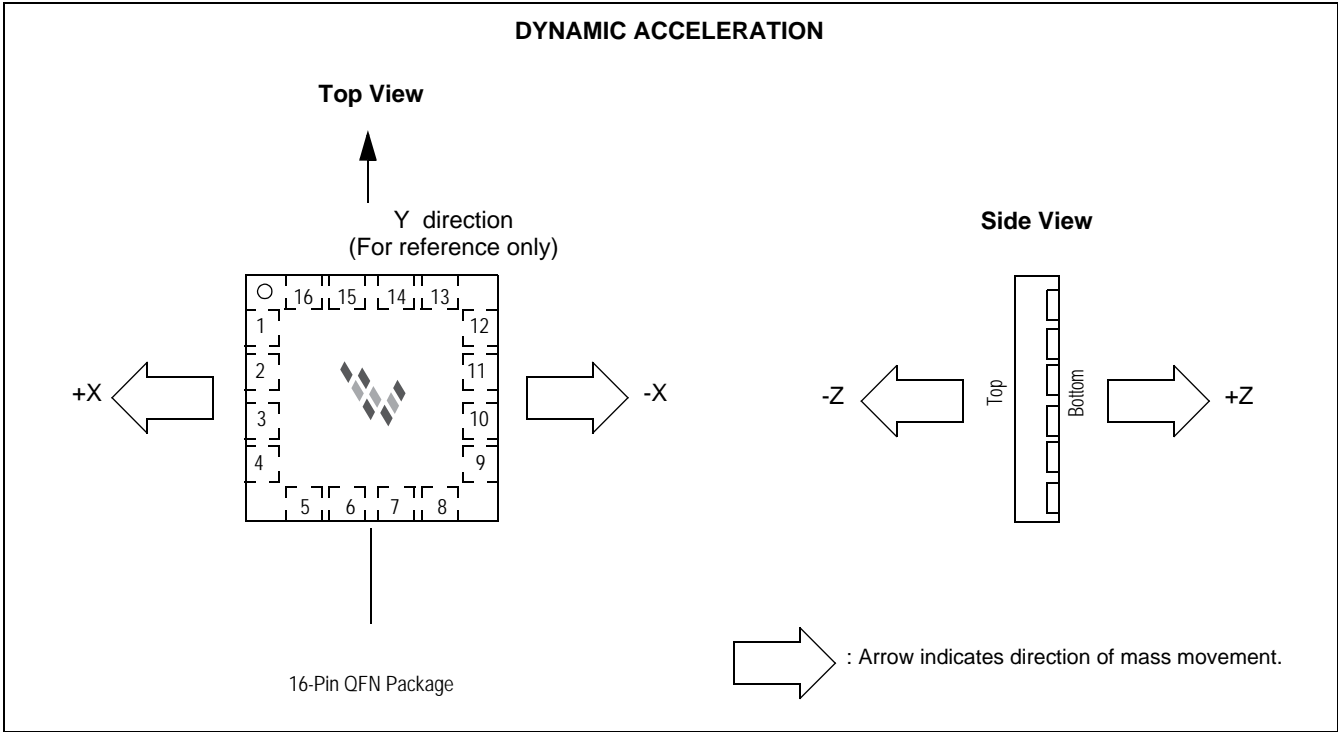 DYNAMIC ACCELERATION
Top View
Y direction
(For reference only)
Side View
16 15 14 13
1 12
2 11
3 10
4 9
5 6 7 8
+X
-X
-Z
Top
Bottom
+Z
16-Pin QFN Package
: Arrow indicates direction of mass movement.